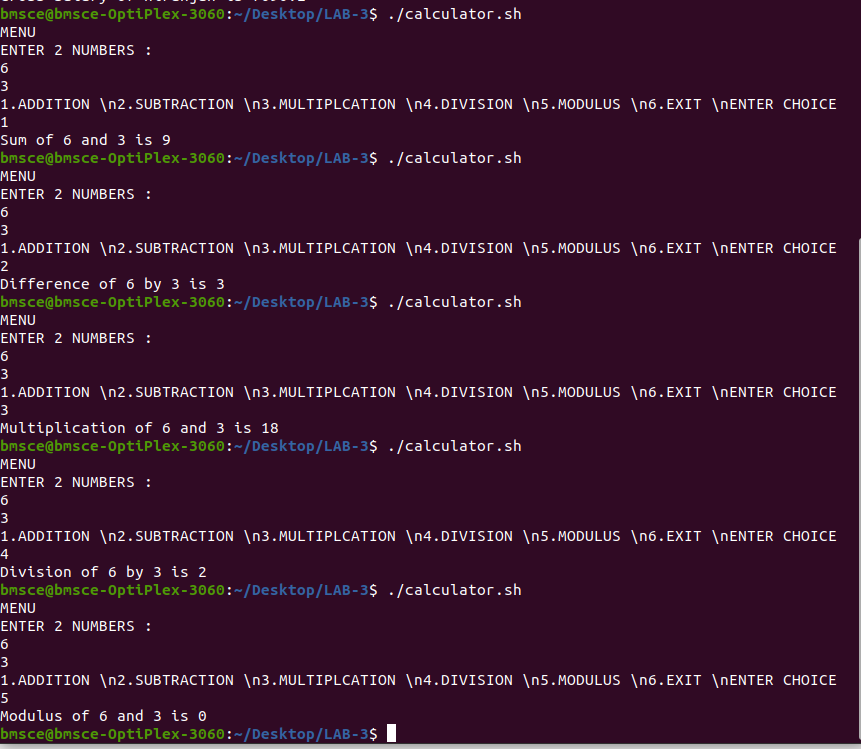 bmsce@bmsce-OptiPlex-3060:~/Desktop/LAB-3$ ./calculator.sh
MENU
ENTER 2 NUMBERS :
6
3
1.ADDITION \n2.SUBTRACTION \n3.MULTIPLCATION \n4.DIVISION \n5.MODULUS \n6.EXIT \nENTER CHOICE
1
Sum of 6 and 3 is 9
bmsce@bmsce-OptiPlex-3060:~/Desktop/LAB-3$ ./calculator.sh
MENU
ENTER 2 NUMBERS :
6
3
1.ADDITION \n2.SUBTRACTION \n3.MULTIPLCATION \n4.DIVISION \n5.MODULUS \n6.EXIT \nENTER CHOICE
2
Difference of 6 by 3 is 3
bmsce@bmsce-OptiPlex-3060:~/Desktop/LAB-3$ ./calculator.sh
MENU
ENTER 2 NUMBERS :
6
3
1.ADDITION \n2.SUBTRACTION \n3.MULTIPLCATION \n4.DIVISION \n5.MODULUS \n6.EXIT \nENTER CHOICE
3
Multiplication of 6 and 3 is 18
bmsce@bmsce-OptiPlex-3060:~/Desktop/LAB-3$ ./calculator.sh
MENU
ENTER 2 NUMBERS :
6
3
1.ADDITION \n2.SUBTRACTION \n3.MULTIPLCATION \n4.DIVISION \n5.MODULUS \n6.EXIT \nENTER CHOICE
4
Division of 6 by 3 is 2
bmsce@bmsce-OptiPlex-3060:~/Desktop/LAB-3$ ./calculator.sh
MENU
ENTER 2 NUMBERS :
6
3
1.ADDITION \n2.SUBTRACTION \n3.MULTIPLCATION \n4.DIVISION \n5.MODULUS \n6.EXIT \nENTER CHOICE
5
Modulus of 6 and 3 is 0
bmsce@bmsce-OptiPlex-3060:~/Desktop/LAB-3$